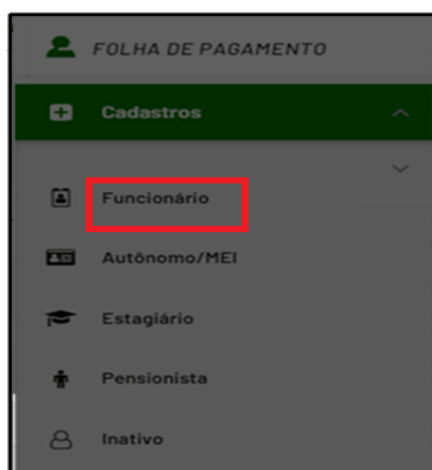 FOLHA DE PAGAMENTO
Cadastros
Funcionário
Autônomo/MEI
Estagiário
Pensionista
Inativo